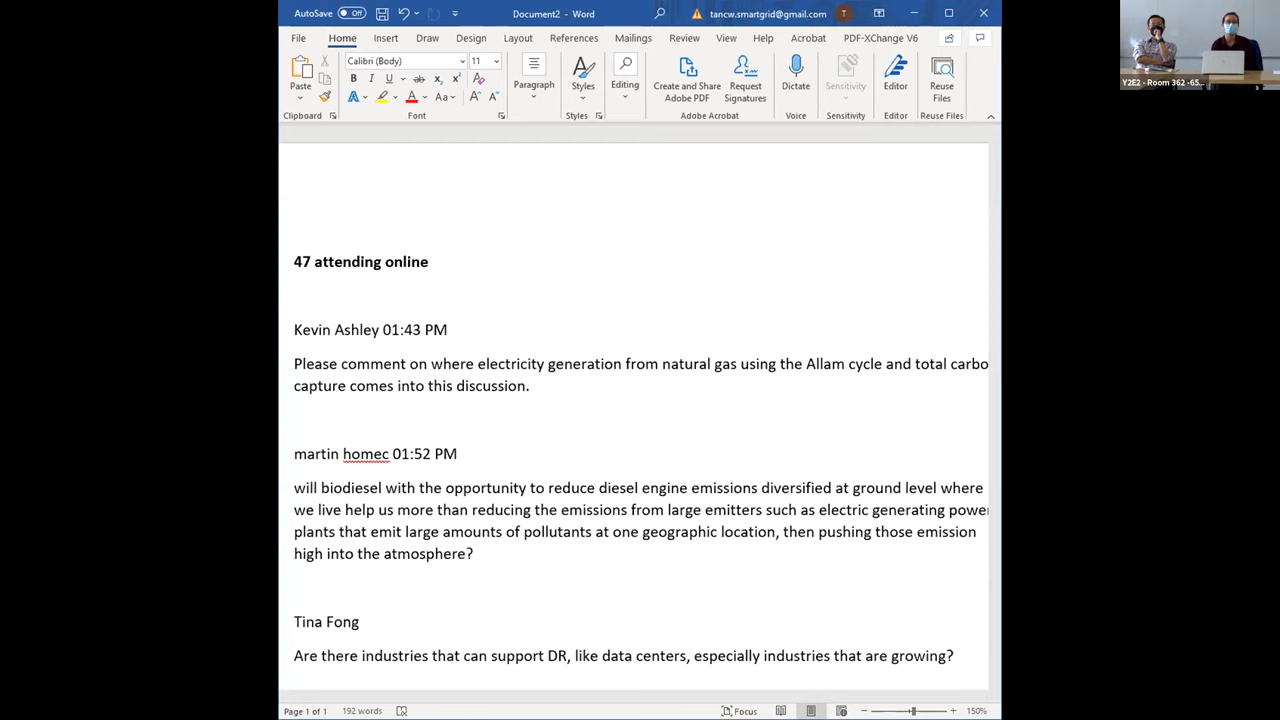 AutoSave Off Document2 - Word tancw.smartgrid@gmail.com T
File Home Insert Draw Design Layout References Mailings Review View Help Acrobat PDF-XChange V6
Calibri (Body) 11
Paste Paragraph Styles Editing Create and Share Adobe PDF Request Signatures Dictate Sensitivity Editor Reuse Files
Clipboard Font Styles Adobe Acrobat Voice Sensitivity Editor Reuse Files
Y2E2 - Room 362 -65...
47 attending online
Kevin Ashley 01:43 PM
Please comment on where electricity generation from natural gas using the Allam cycle and total carbo
capture comes into this discussion.
martin homec 01:52 PM
will biodiesel with the opportunity to reduce diesel engine emissions diversified at ground level where
we live help us more than reducing the emissions from large emitters such as electric generating power
plants that emit large amounts of pollutants at one geographic location, then pushing those emission
high into the atmosphere?
Tina Fong
Are there industries that can support DR, like data centers, especially industries that are growing?
Page 1 of 1 192 words Focus 150%